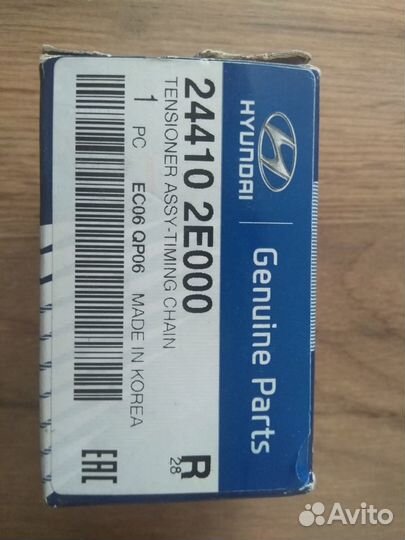 HYUNDAI
Genuine Parts
24410 2E000
TENSIONER ASSY-TIMING CHAIN
1 PC EC06 QP06 MADE IN KOREA
R
28
EAC
Avito